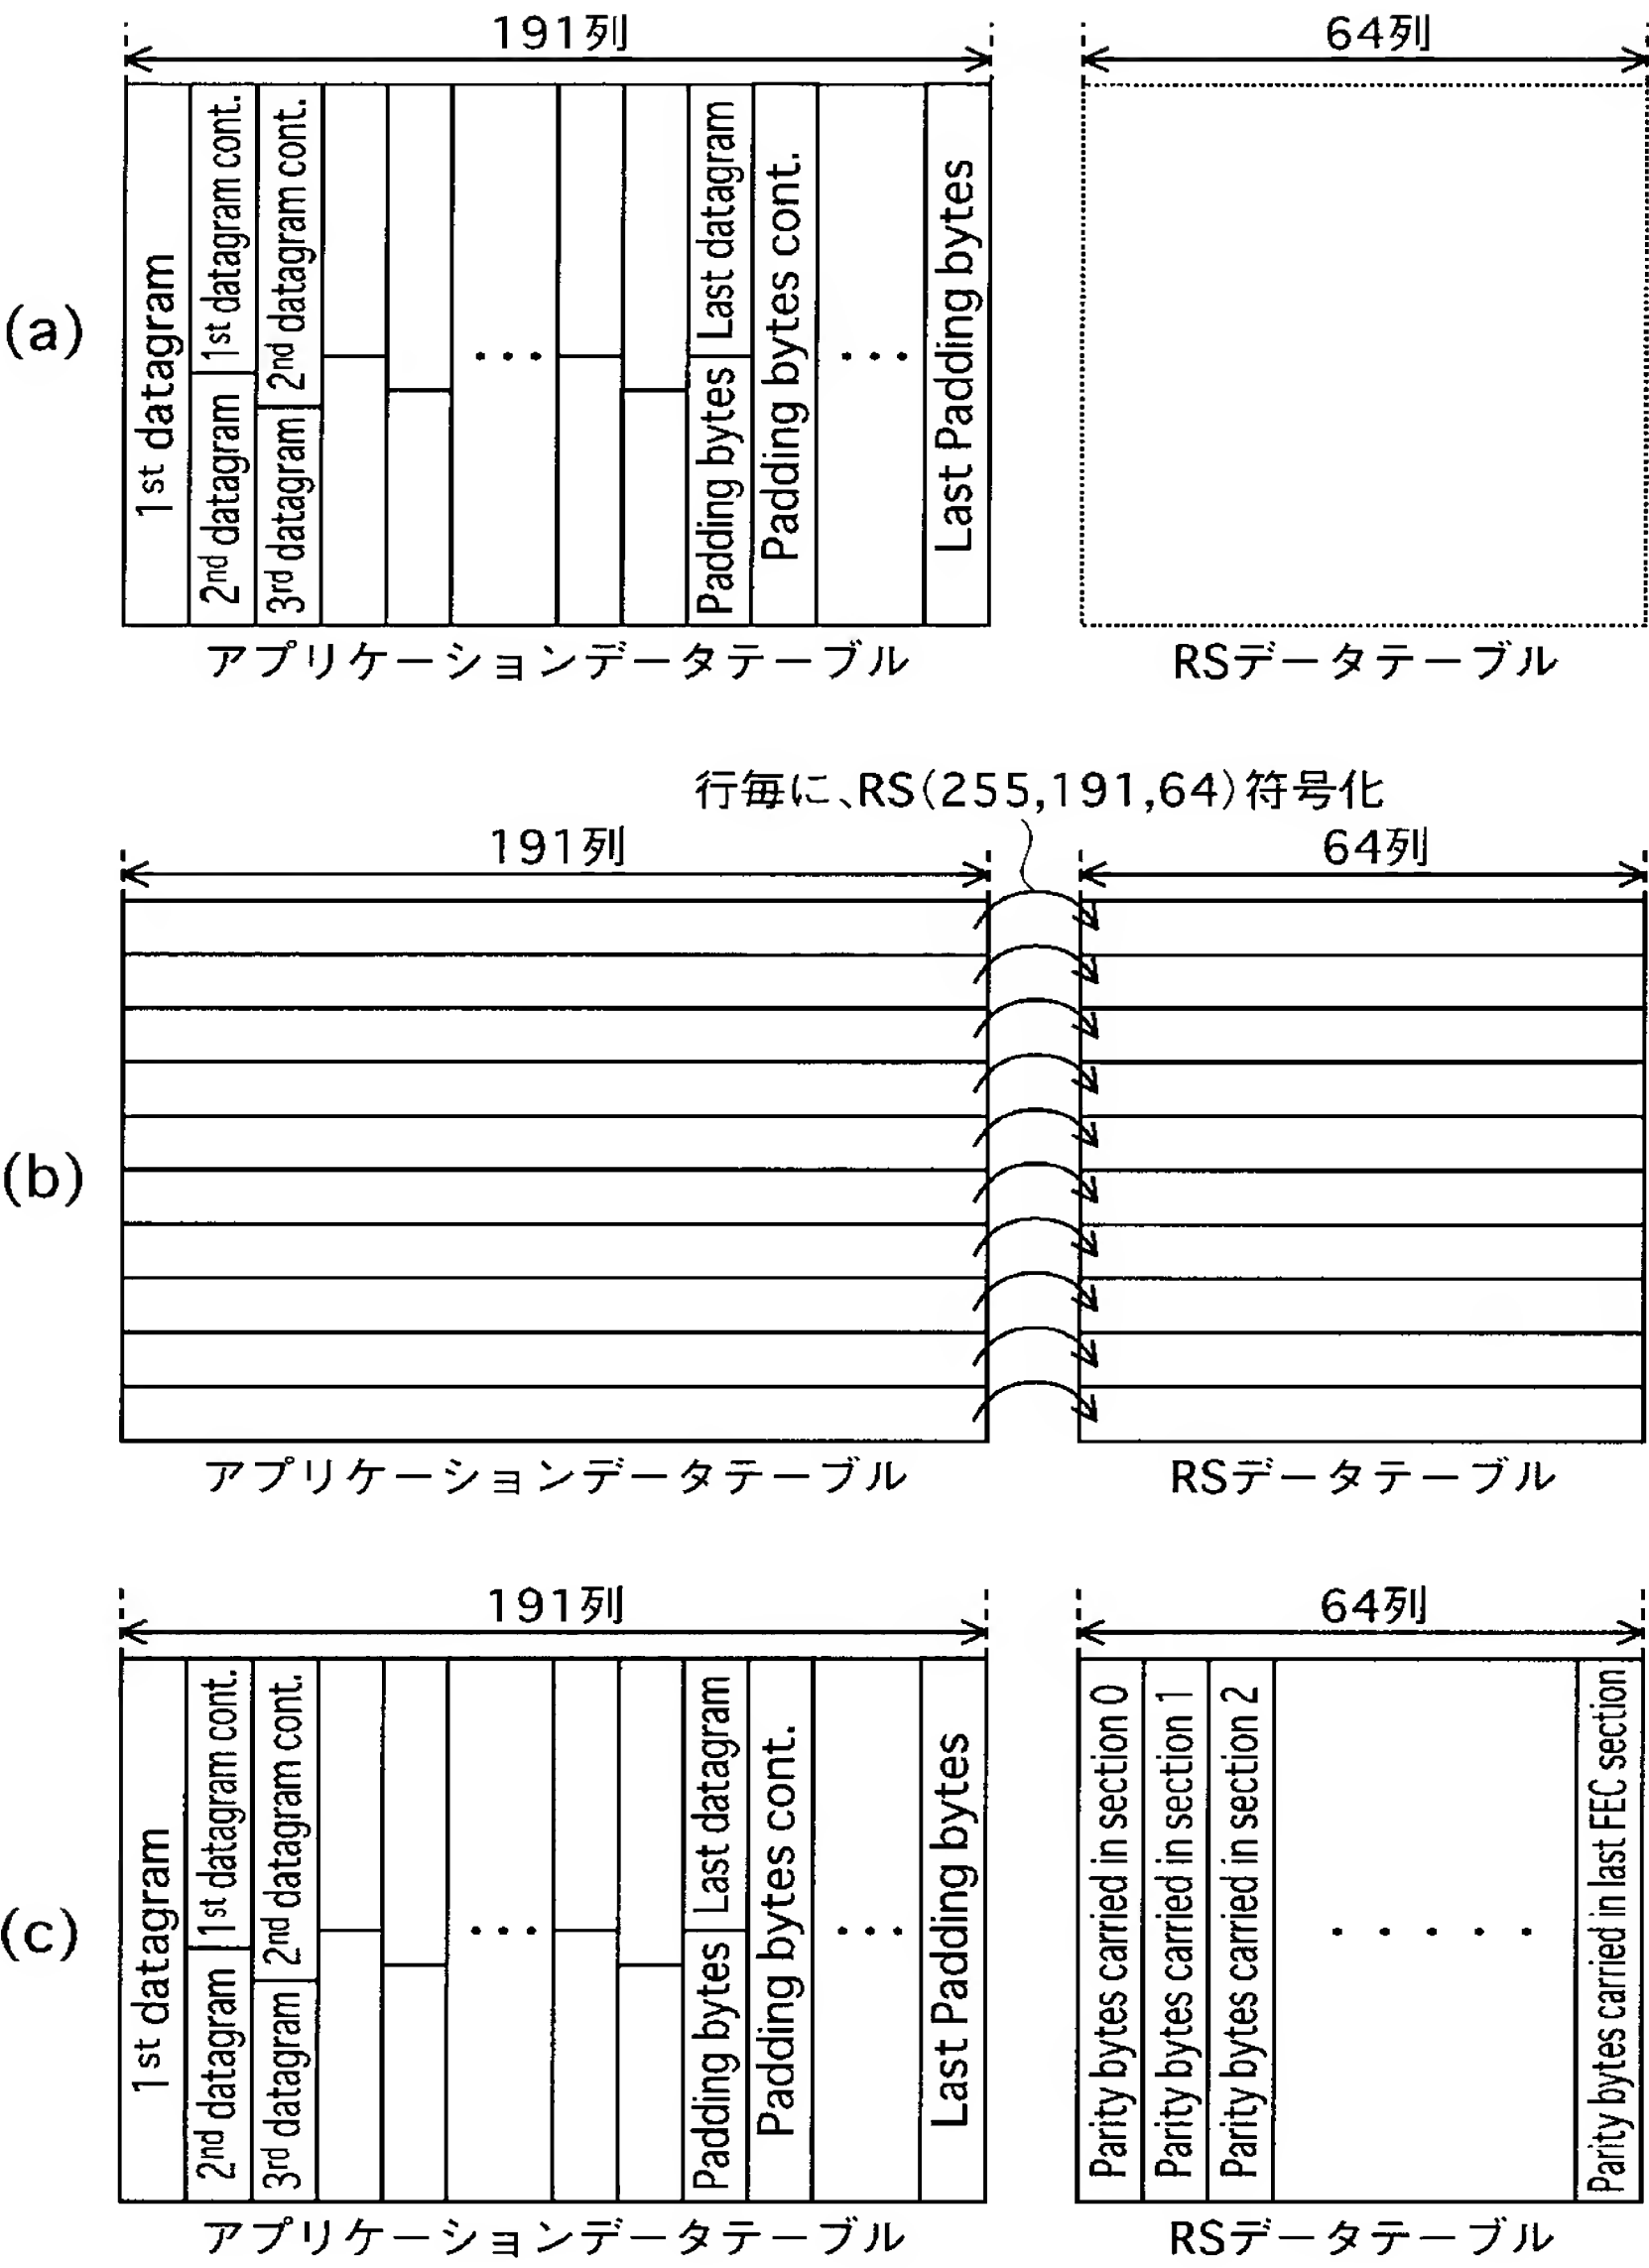 191列
64列
(a)
1st datagram
1st datagram cont.
2nd datagram
2nd datagram cont.
3rd datagram
...
Last datagram
Padding bytes
Padding bytes cont.
...
Last Padding bytes
アプリケーションデータテーブル
RSデータテーブル
行毎に、RS(255,191,64)符号化
191列
64列
(b)
アプリケーションデータテーブル
RSデータテーブル
191列
64列
(c)
1st datagram
1st datagram cont.
2nd datagram
2nd datagram cont.
3rd datagram
...
Last datagram
Padding bytes
Padding bytes cont.
...
Last Padding bytes
Parity bytes carried in section 0
Parity bytes carried in section 1
Parity bytes carried in section 2
.....
Parity bytes carried in last FEC section
アプリケーションデータテーブル
RSデータテーブル